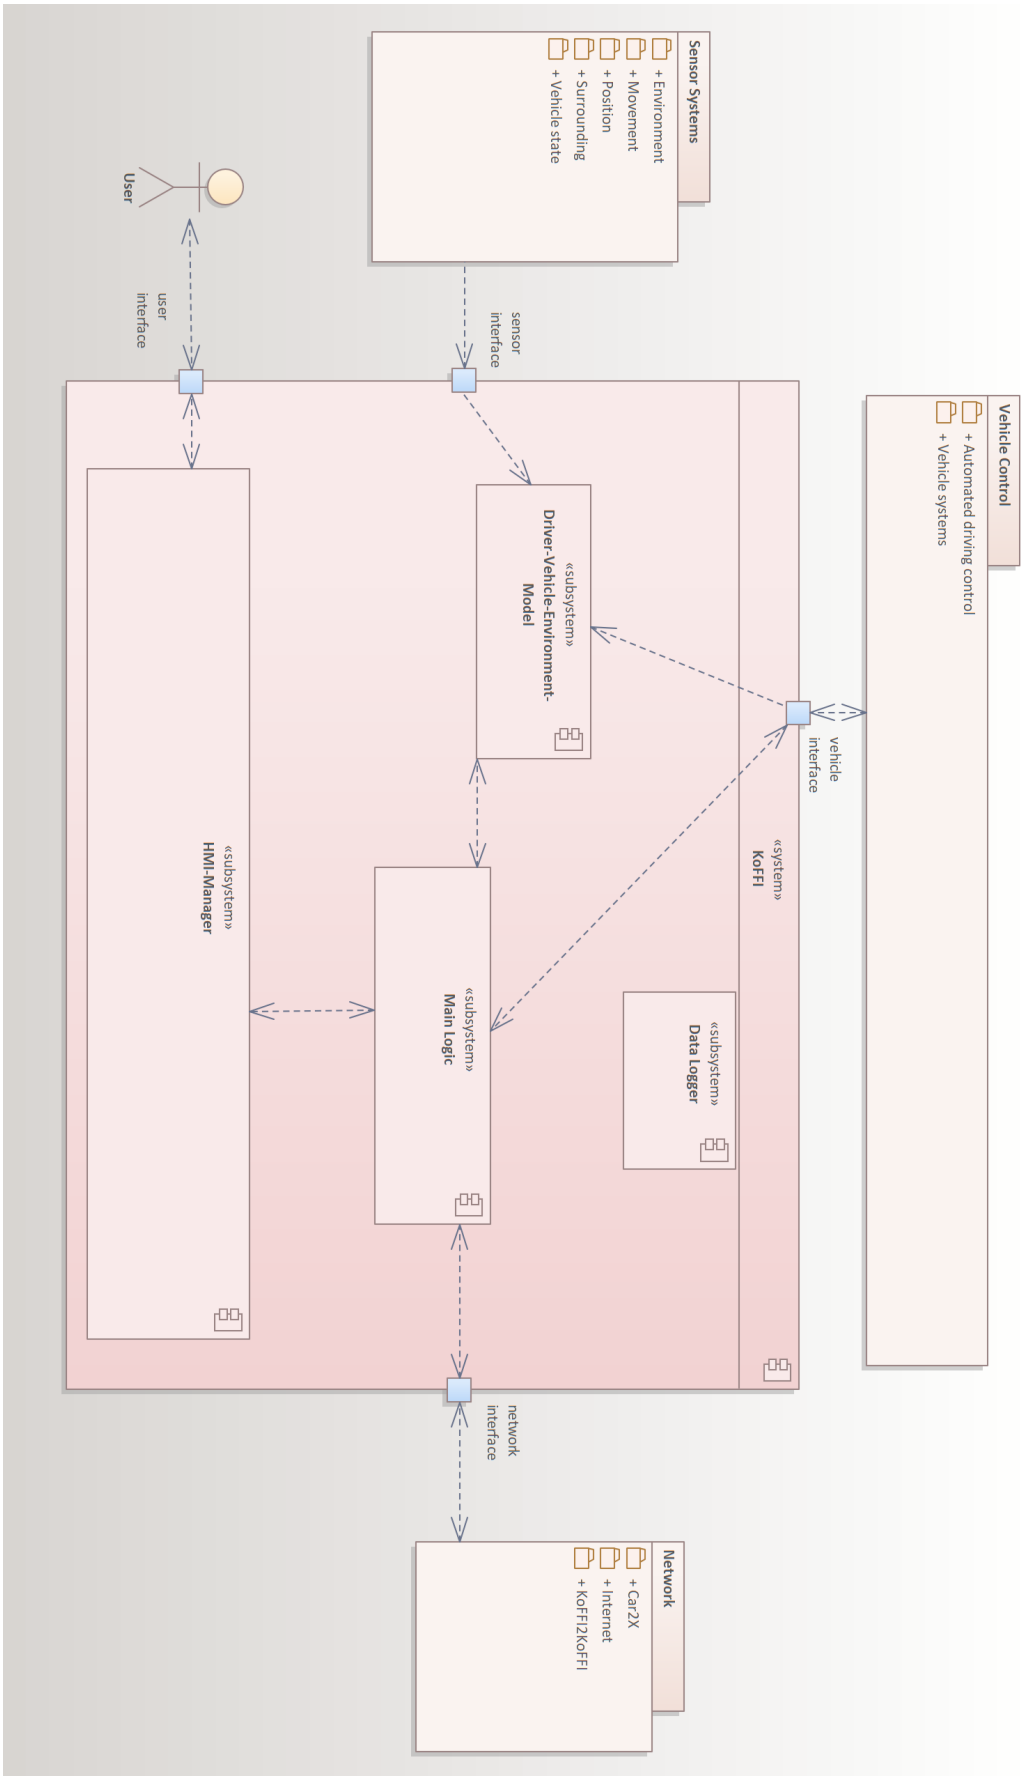 Vehicle Control
+ Automated driving control
+ Vehicle systems
Sensor Systems
+ Environment
+ Movement
+ Position
+ Surrounding
+ Vehicle state
vehicle
interface
«system»
KoFFI
«subsystem»
Data Logger
sensor
interface
«subsystem»
Driver-Vehicle-Environment-
Model
«subsystem»
Main Logic
network
interface
Network
+ Car2X
+ Internet
+ KoFFI2KoFFI
User
user
interface
«subsystem»
HMI-Manager